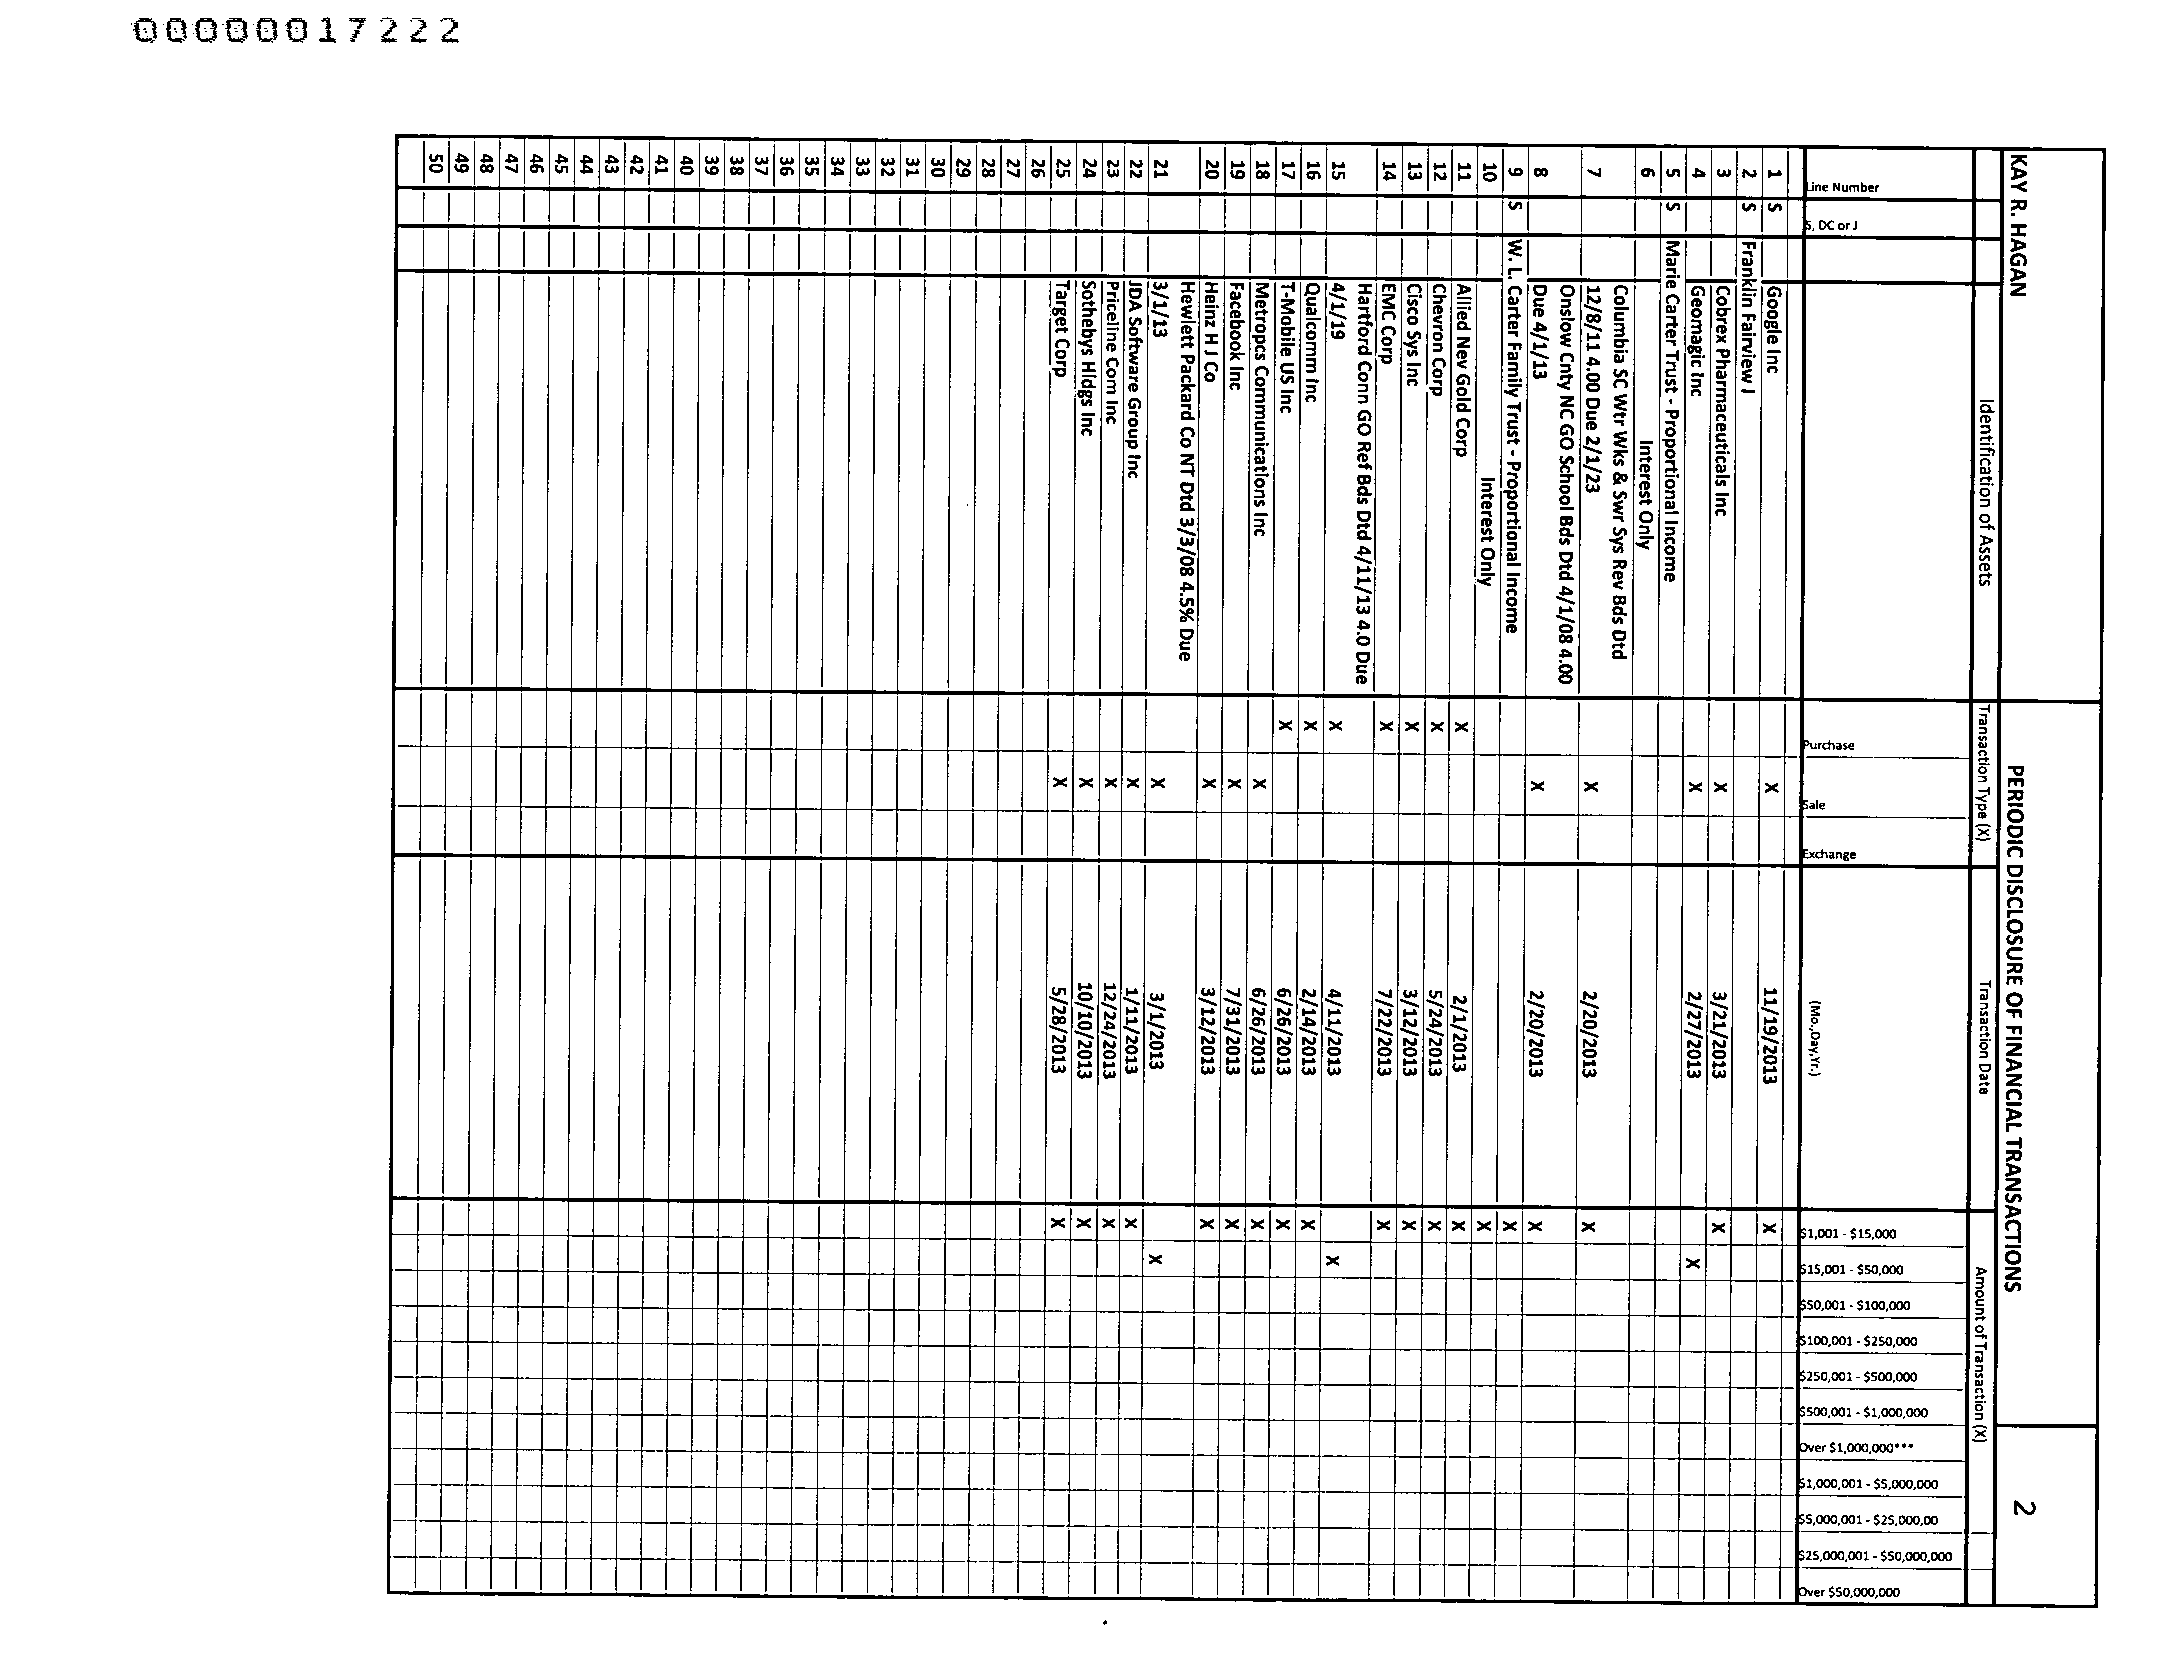 00000017222
KAY R. HAGAN PERIODIC DISCLOSURE OF FINANCIAL TRANSACTIONS 2
Identification of Assets Transaction Type (X) Transaction Date Amount of Transaction (X)
Line Number S, DC or J Purchase Sale Exchange (Mo.,Day,Yr.) $1,001 - $15,000 $15,001 - $50,000 $50,001 - $100,000 $100,001 - $250,000 $250,001 - $500,000 $500,001 - $1,000,000 Over $1,000,000*** $1,000,001 - $5,000,000 $5,000,001 - $25,000,00 $25,000,001 - $50,000,000 Over $50,000,000
1 S Google Inc X 11/19/2013 X
2 S Franklin Fairview I
3 Cobrex Pharmaceuticals Inc X 3/21/2013 X
4 Geomagic Inc X 2/27/2013 X
5 S Marie Carter Trust - Proportional Income
6 Interest Only
Columbia SC Wtr Wks & Swr Sys Rev Bds Dtd
7 12/8/11 4.00 Due 2/1/23 X 2/20/2013 X
Onslow Cnty NC GO School Bds Dtd 4/1/08 4.00
8 Due 4/1/13 X 2/20/2013 X
9 S W. L. Carter Family Trust - Proportional Income X
10 Interest Only X
11 Allied Nev Gold Corp X 2/1/2013 X
12 Chevron Corp X 5/24/2013 X
13 Cisco Sys Inc X 3/12/2013 X
14 EMC Corp X 7/22/2013 X
Hartford Conn GO Ref Bds Dtd 4/11/13 4.0 Due
15 4/1/19 X 4/11/2013 X
16 Qualcomm Inc X 2/14/2013 X
17 T-Mobile US Inc X 6/26/2013 X
18 Metropcs Communications Inc X 6/26/2013 X
19 Facebook Inc X 7/31/2013 X
20 Heinz H J Co X 3/12/2013 X
Hewlett Packard Co NT Dtd 3/3/08 4.5% Due
21 3/1/13 X 3/1/2013 X
22 JDA Software Group Inc X 1/11/2013 X
23 Priceline Com Inc X 12/24/2013 X
24 Sothebys Hldgs Inc X 10/10/2013 X
25 Target Corp X 5/28/2013 X
26
27
28
29
30
31
32
33
34
35
36
37
38
39
40
41
42
43
44
45
46
47
48
49
50